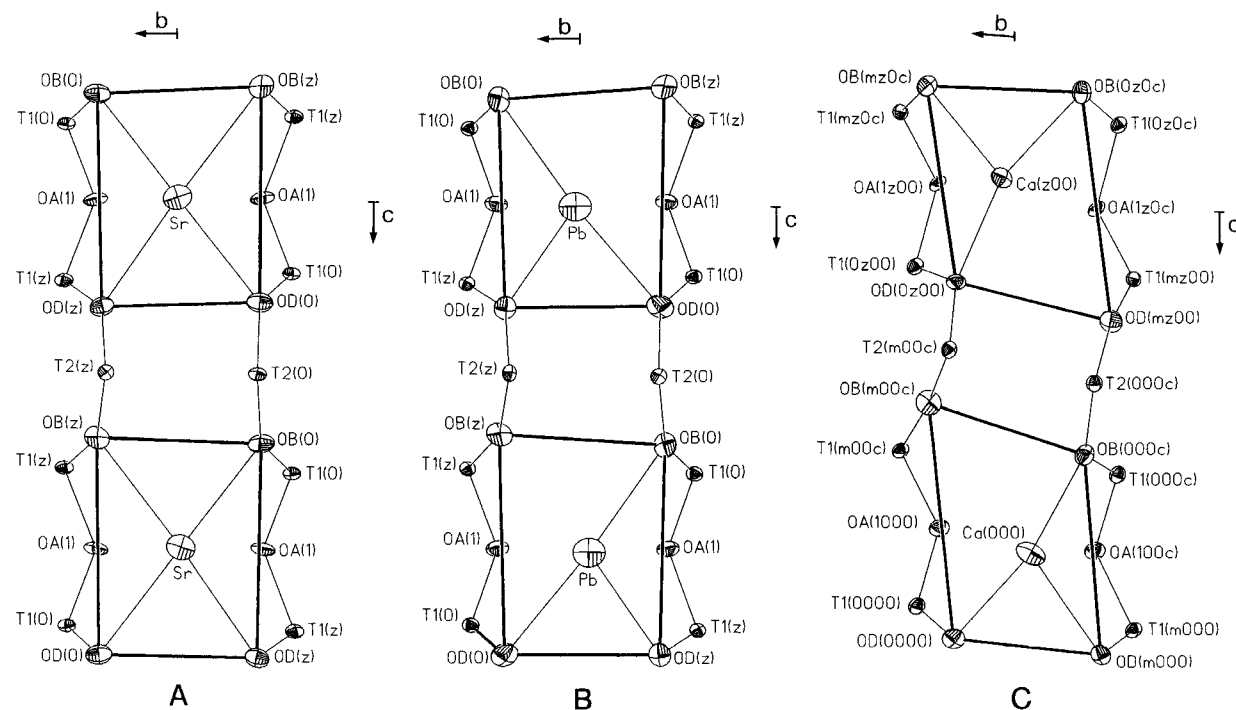 b
OB(0) OB(z)
T1(0) T1(z)
OA(1) OA(1)
Sr
c
T1(z) T1(0)
OD(z) OD(0)
T2(z) T2(0)
OB(z) OB(0)
T1(z) T1(0)
OA(1) OA(1)
Sr
T1(0) T1(z)
OD(0) OD(z)
A
b
OB(0) OB(z)
T1(0) T1(z)
OA(1) OA(1)
Pb
c
T1(z) T1(0)
OD(z) OD(0)
T2(z) T2(0)
OB(z) OB(0)
T1(z) T1(0)
OA(1) OA(1)
Pb
T1(0) T1(z)
OD(0) OD(z)
B
b
OB(mz0c) OB(0z0c)
T1(mz0c) T1(0z0c)
OA(1z00) Ca(z00)
OA(1z0c)
c
T1(0z00) T1(mz00)
OD(0z00) OD(mz00)
T2(m00c) T2(000c)
OB(m00c)
T1(m00c) OB(000c)
T1(000c)
OA(1000) Ca(000) OA(100c)
T1(0000) T1(m000)
OD(0000) OD(m000)
C